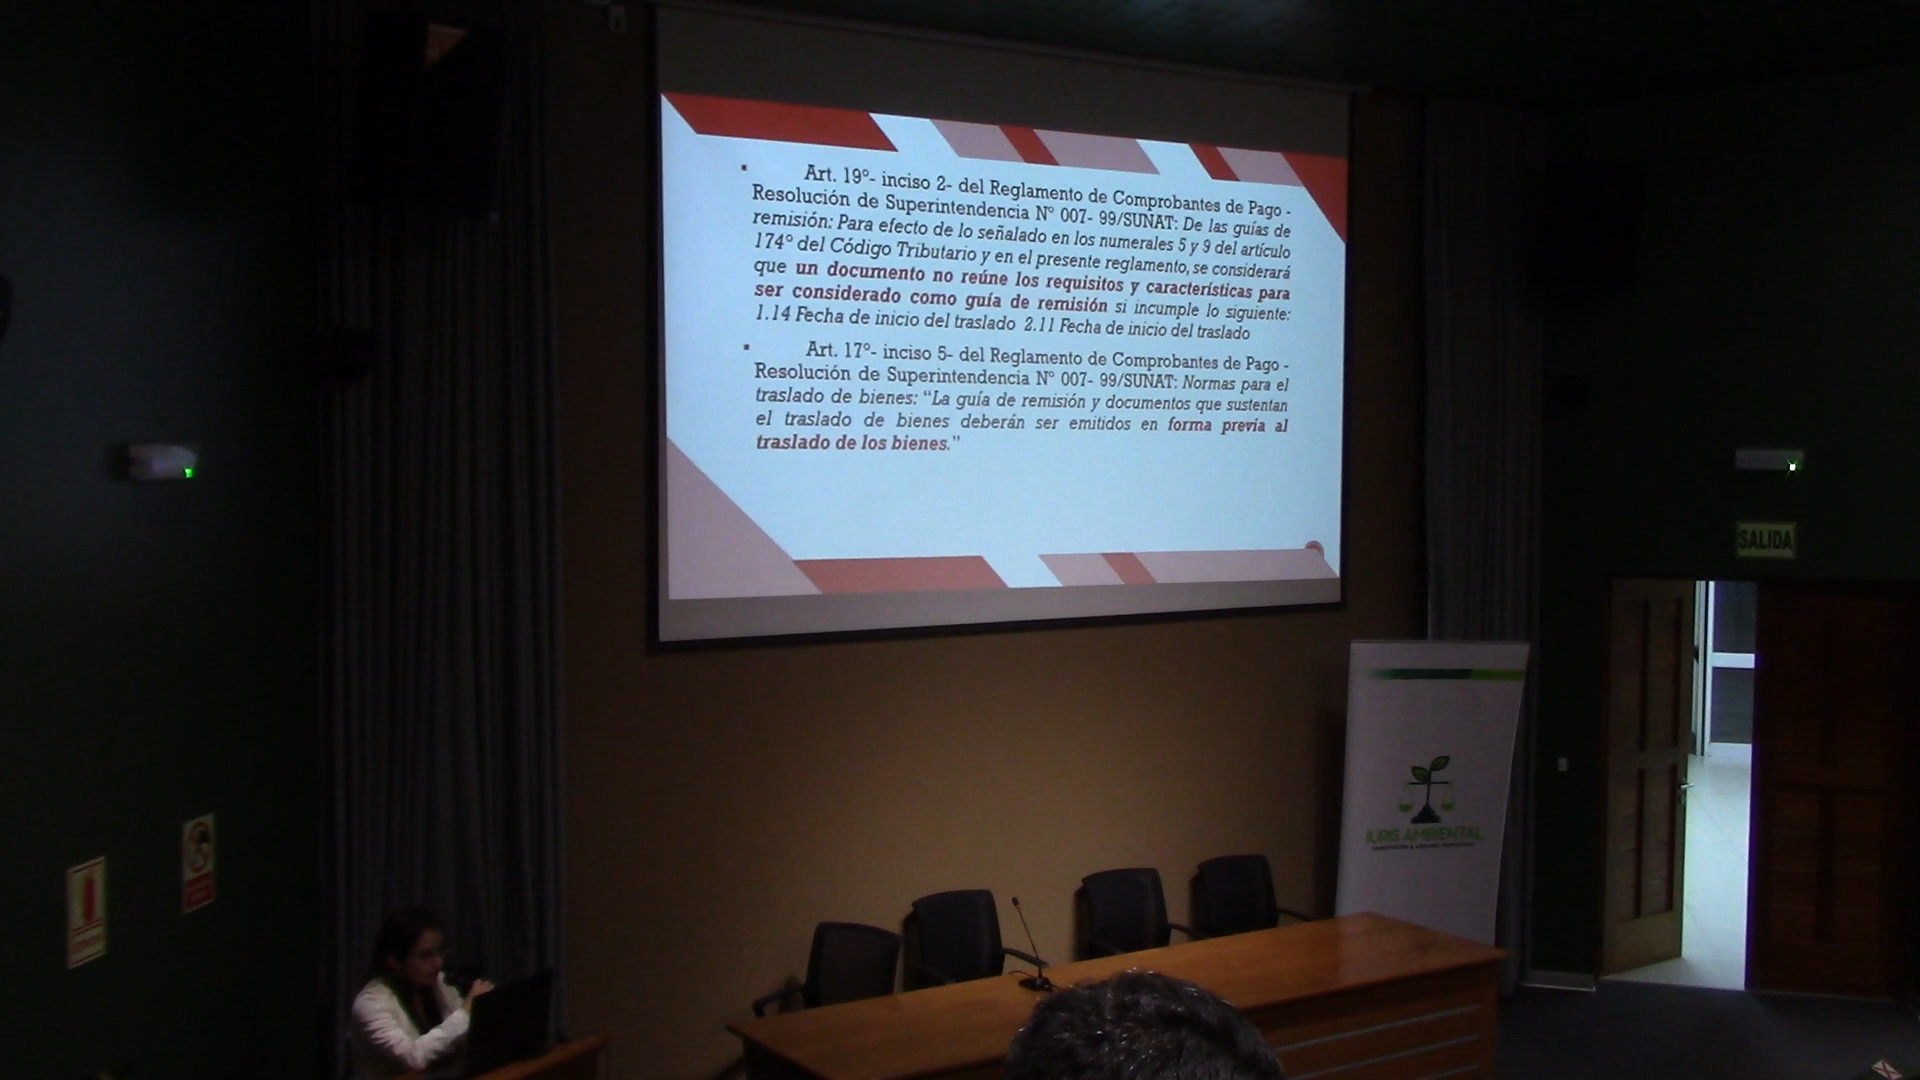 Art. 19°- inciso 2- del Reglamento de Comprobantes de Pago -
Resolución de Superintendencia N° 007- 99/SUNAT: De las guías de
remisión: Para efecto de lo señalado en los numerales 5 y 9 del artículo
174° del Código Tributario y en el presente reglamento, se considerará
que un documento no reúne los requisitos y características para
ser considerado como guía de remisión si incumple lo siguiente:
1.14 Fecha de inicio del traslado 2.11 Fecha de inicio del traslado
Art. 17°- inciso 5- del Reglamento de Comprobantes de Pago -
Resolución de Superintendencia N° 007- 99/SUNAT: Normas para el
traslado de bienes: “La guía de remisión y documentos que sustentan
el traslado de bienes deberán ser emitidos en forma previa al
traslado de los bienes.”
SALIDA
IURIS AMBIENTAL